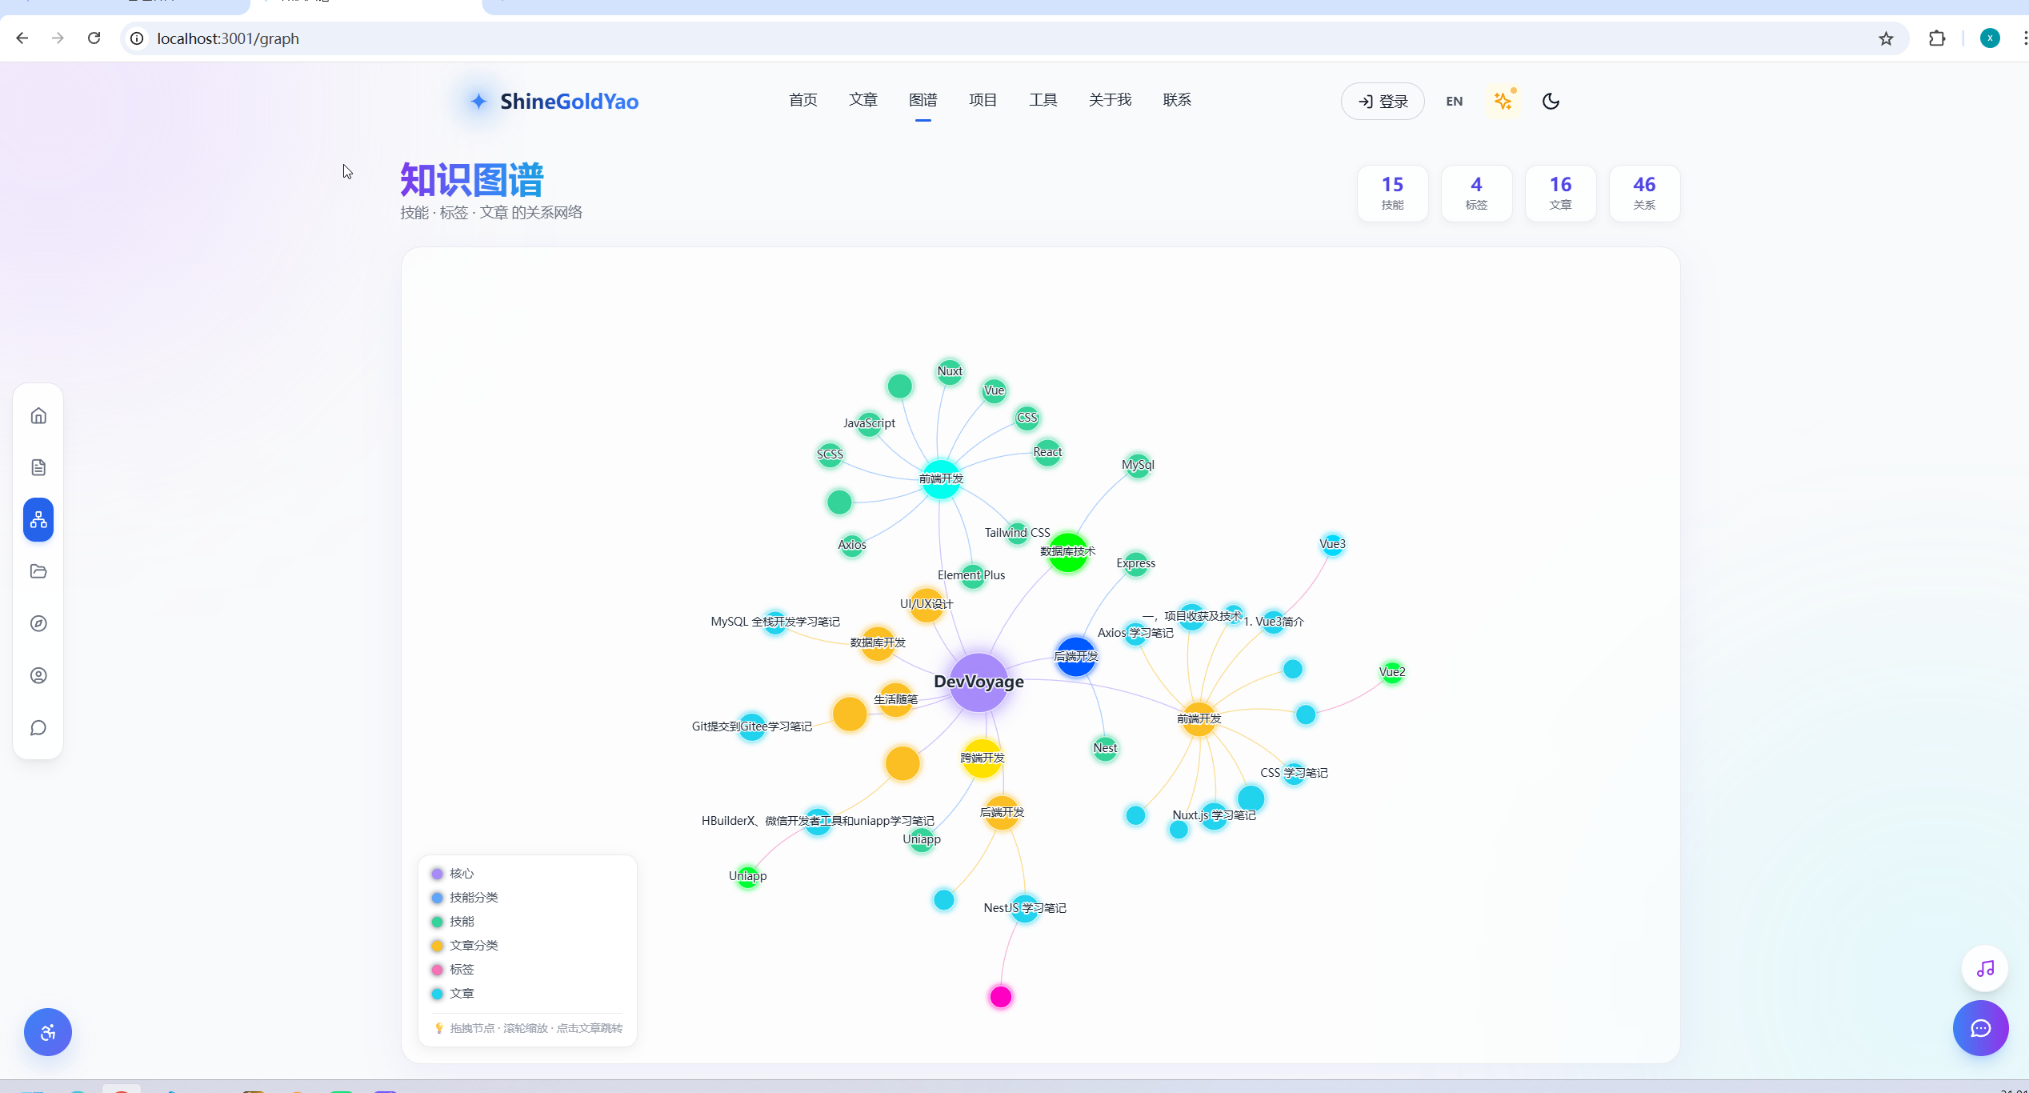 localhost:3001/graph
ShineGoldYao
首页
文章
图谱
项目
工具
关于我
联系
登录
EN
知识图谱
技能 · 标签 · 文章 的关系网络
15
技能
4
标签
16
文章
46
关系
Nuxt
Vue
CSS
JavaScript
React
SCSS
MySql
前端开发
Tailwind CSS
Axios
数据库技术
Vue3
Express
Element Plus
UI/UX设计
MySQL 全栈开发学习笔记
一，项目收获及技术
1. Vue3简介
Axios 学习笔记
数据库开发
后端开发
Vue2
DevVoyage
生活随笔
前端开发
Git提交到Gitee学习笔记
Nest
跨端开发
CSS 学习笔记
后端开发
Nuxt.js 学习笔记
HBuilderX、微信开发者工具和uniapp学习笔记
Uniapp
Uniapp
NestJS 学习笔记
核心
技能分类
技能
文章分类
标签
文章
拖拽节点 · 滚轮缩放 · 点击文章跳转